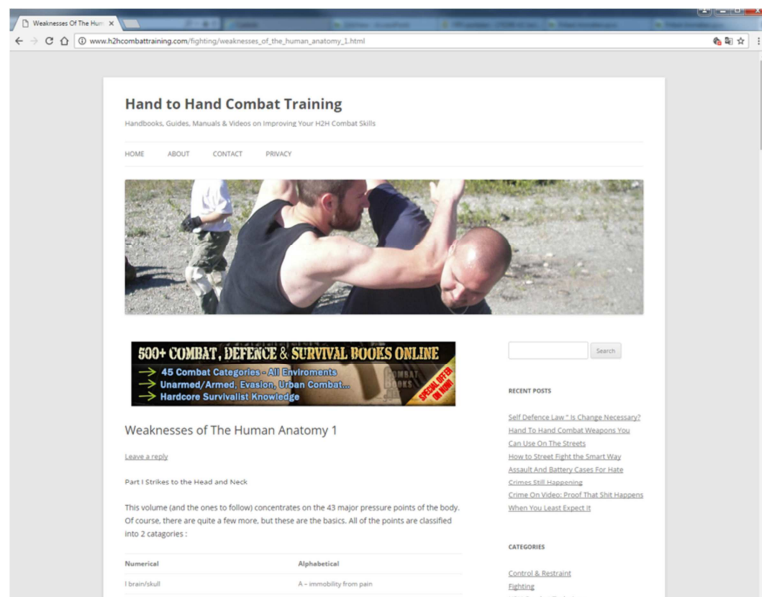 Weaknesses Of The Hum
www.h2hcombattraining.com/fighting/weaknesses_of_the_human_anatomy_1.html
Hand to Hand Combat Training
Handbooks, Guides, Manuals & Videos on Improving Your H2H Combat Skills
HOME ABOUT CONTACT PRIVACY
500+ COMBAT, DEFENCE & SURVIVAL BOOKS ONLINE
45 Combat Categories - All Enviroments
Unarmed/Armed, Evasion, Urban Combat...
Hardcore Survivalist Knowledge
COMBAT
BOOKS
SPECIAL OFFER
ON NOW!
Weaknesses of The Human Anatomy 1
Leave a reply
Part I Strikes to the Head and Neck
This volume (and the ones to follow) concentrates on the 43 major pressure points of the body.
Of course, there are quite a few more, but these are the basics. All of the points are classified
into 2 catagories :
Numerical Alphabetical
I brain/skull A – immobility from pain
Search
RECENT POSTS
Self Defence Law " Is Change Necessary?
Hand To Hand Combat Weapons You
Can Use On The Streets
How to Street Fight the Smart Way
Assault And Battery Cases For Hate
Crimes Still Happening
Crime On Video: Proof That Shit Happens
When You Least Expect It
CATEGORIES
Control & Restraint
Fighting